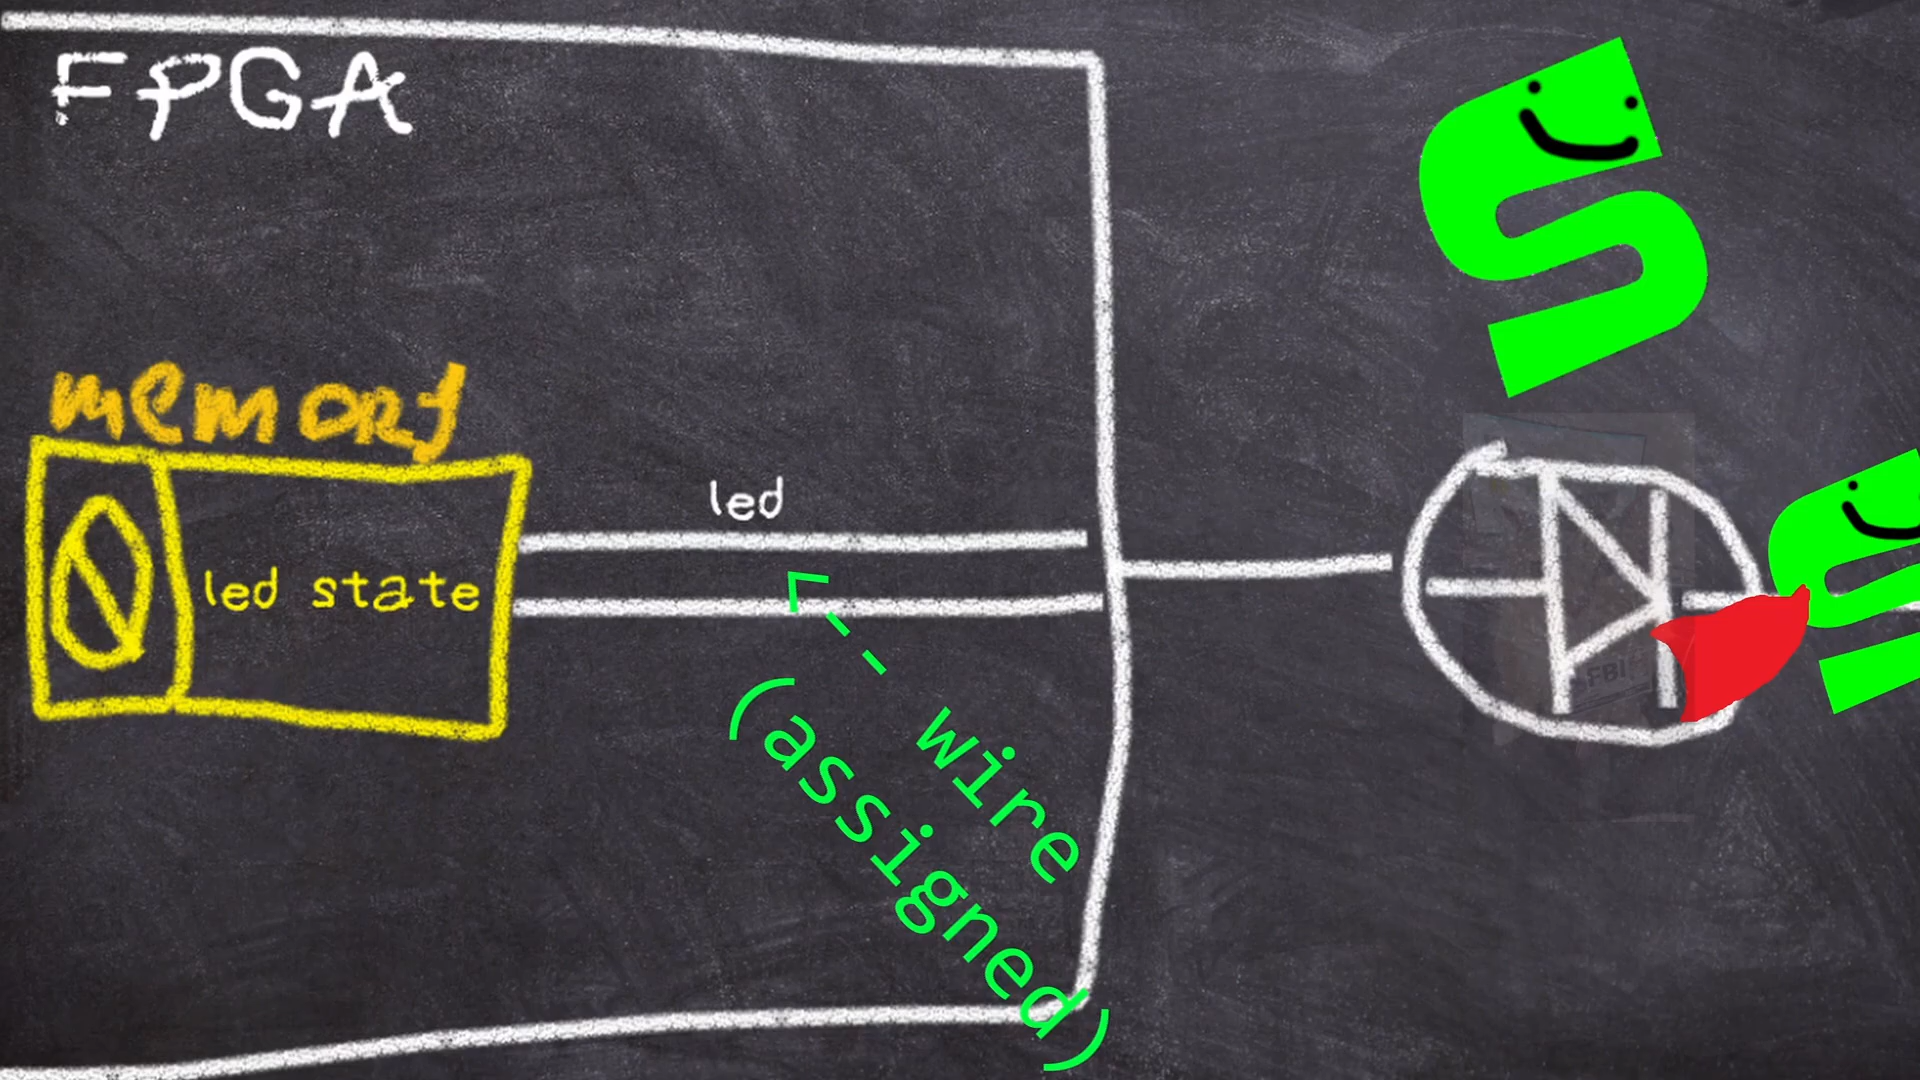 FPGA
memory
0
led state
led
wire
(assigned)
S
S
FBI